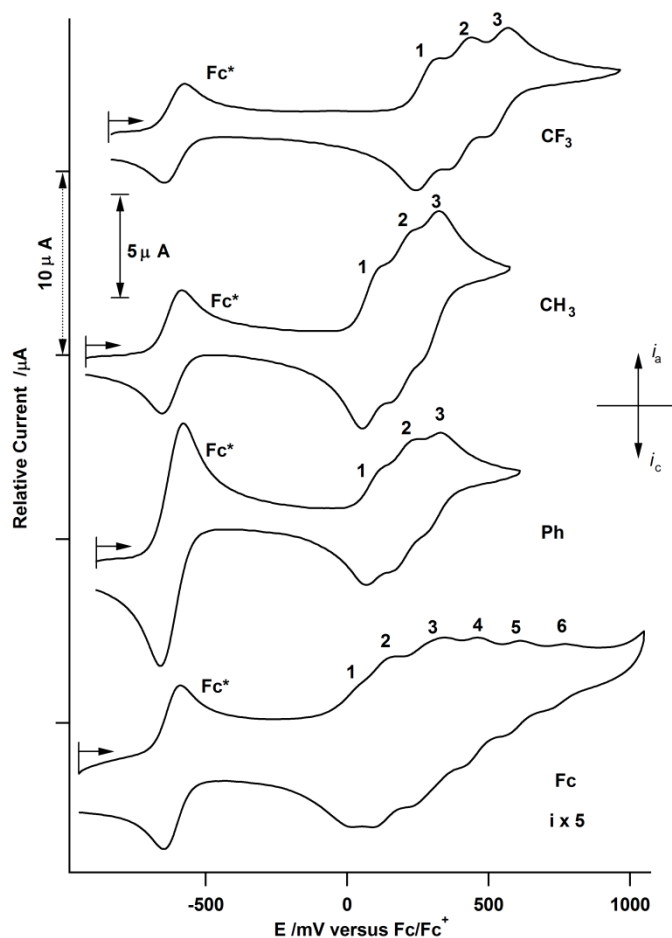 1 2 3
Fc*
CF3
10 μ A
5 μ A
1 2 3
Fc*
CH3
ia
ic
Relative Current /μA
1 2 3
Fc*
Ph
1 2 3 4 5 6
Fc*
Fc
i x 5
-500 0 500 1000
E /mV versus Fc/Fc+